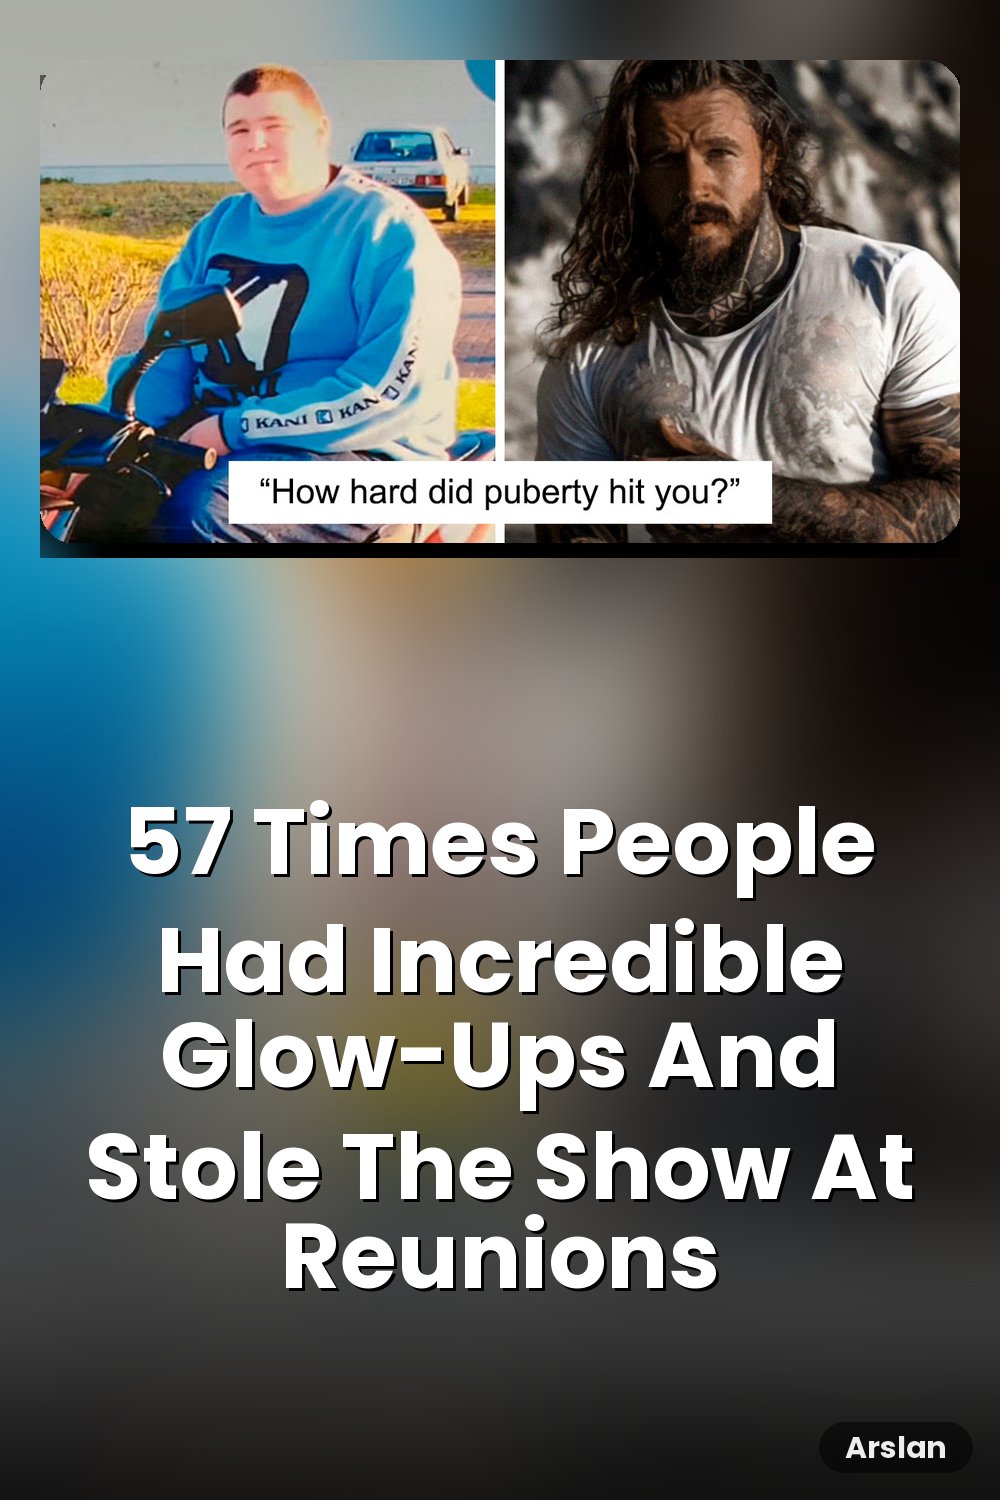 KANI KANI KANI
“How hard did puberty hit you?”
57 Times People
Had Incredible
Glow-Ups And
Stole The Show At
Reunions
Arslan